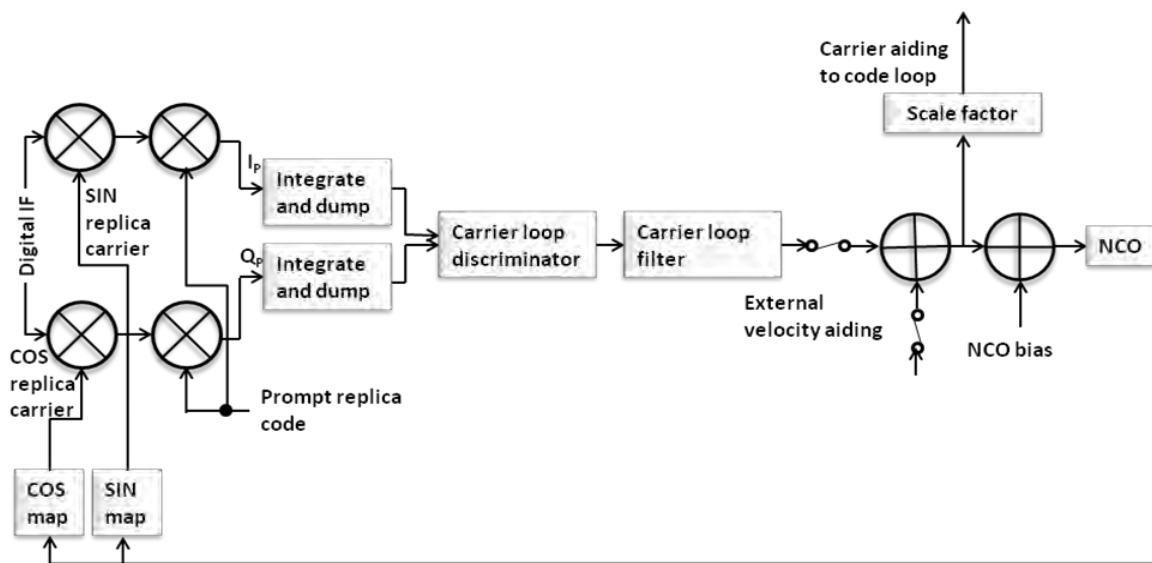 Carrier aiding
to code loop
Scale factor
Digital IF
SIN
replica
carrier
IP
Integrate
and dump
QP
Integrate
and dump
Carrier loop
discriminator
Carrier loop
filter
NCO
External
velocity aiding
NCO bias
COS
replica
carrier
Prompt replica
code
COS
map
SIN
map